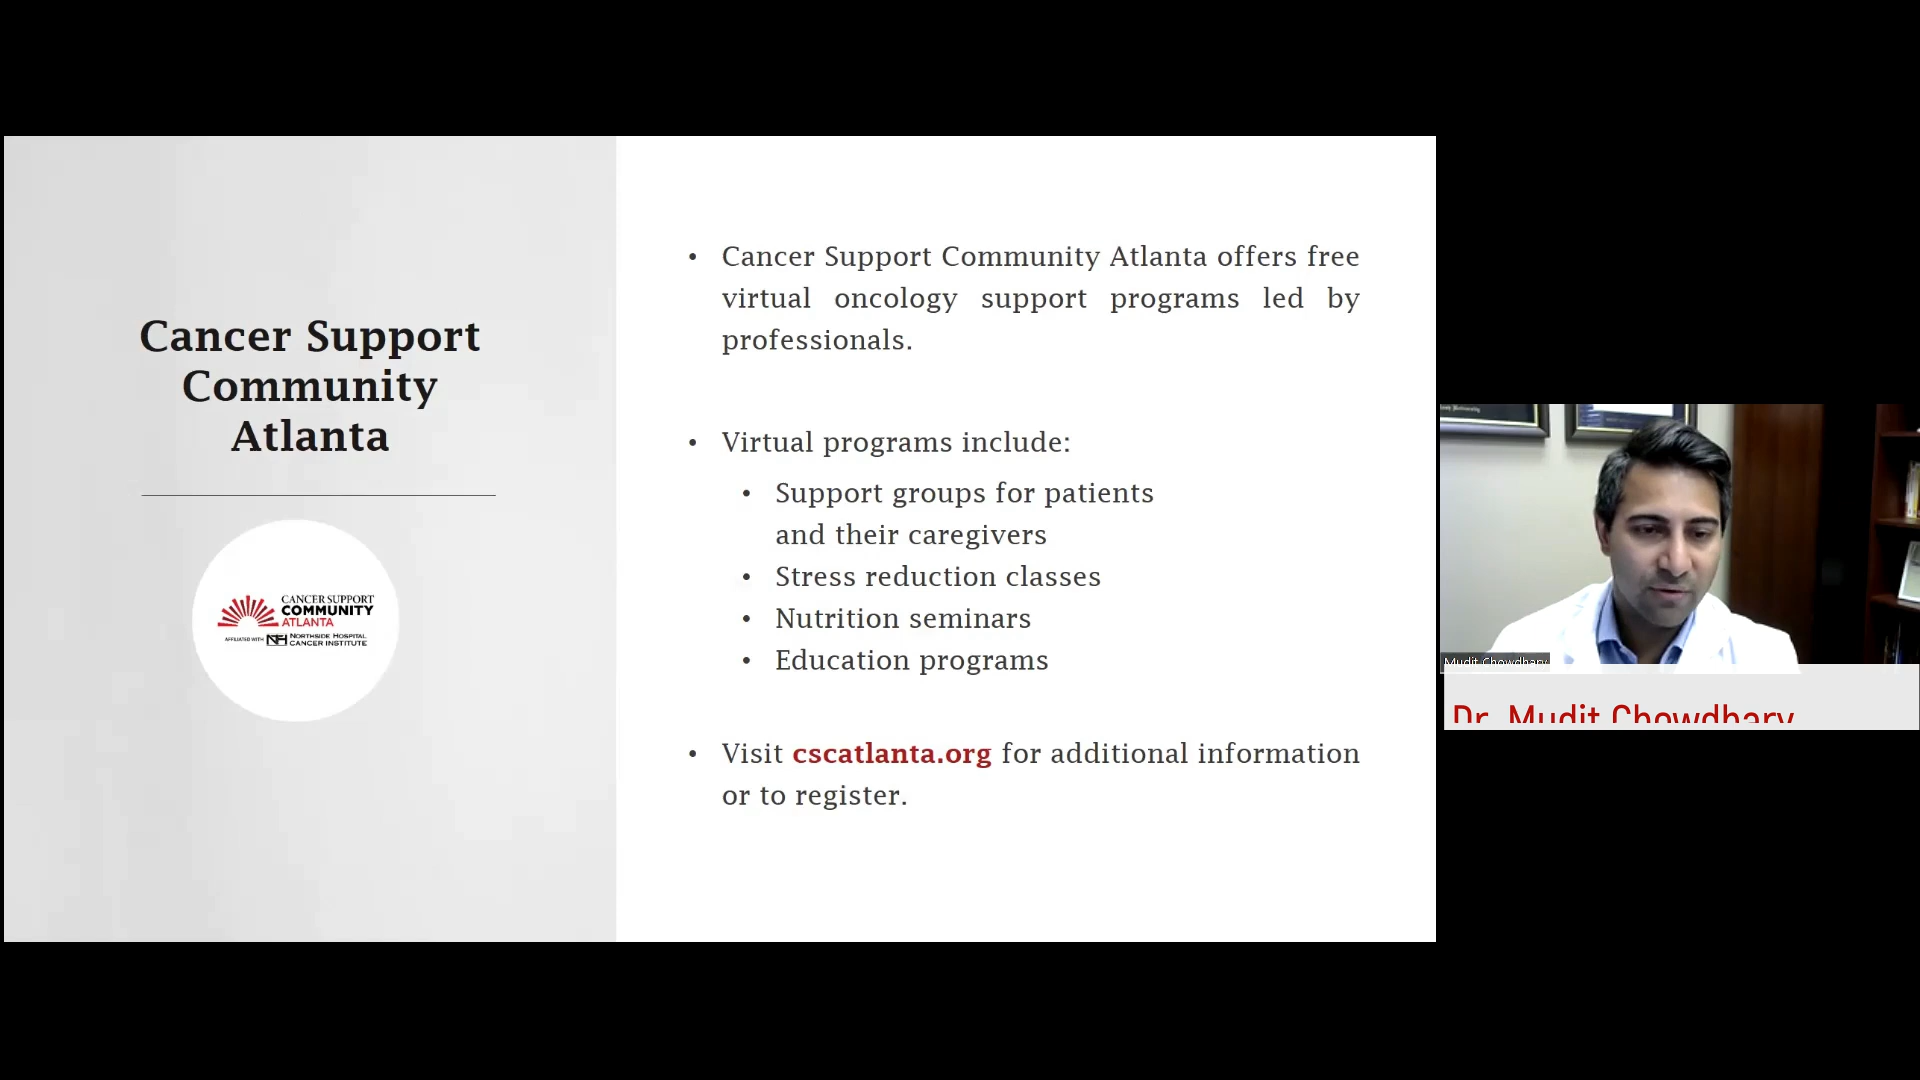 Cancer Support
Community
Atlanta
CANCER SUPPORT
COMMUNITY
ATLANTA
AFFILIATED WITH NH NORTHSIDE HOSPITAL
CANCER INSTITUTE
• Cancer Support Community Atlanta offers free
virtual oncology support programs led by
professionals.
• Virtual programs include:
• Support groups for patients
and their caregivers
• Stress reduction classes
• Nutrition seminars
• Education programs
• Visit cscatlanta.org for additional information
or to register.
Mudit Chowdhary
Dr. Mudit Chowdhary